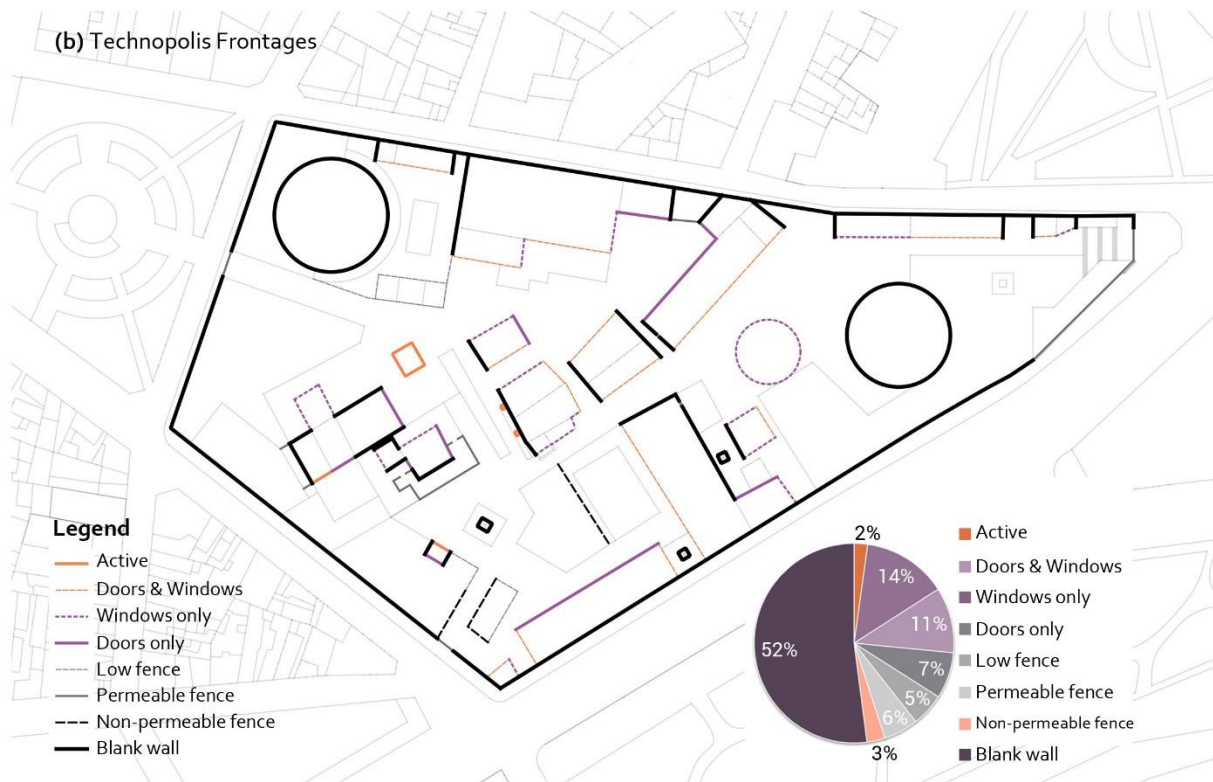 (b) Technopolis Frontages
Legend
Active
Doors & Windows
Windows only
Doors only
Low fence
Permeable fence
Non-permeable fence
Blank wall
2%
14%
11%
7%
5%
6%
3%
52%
Active
Doors & Windows
Windows only
Doors only
Low fence
Permeable fence
Non-permeable fence
Blank wall